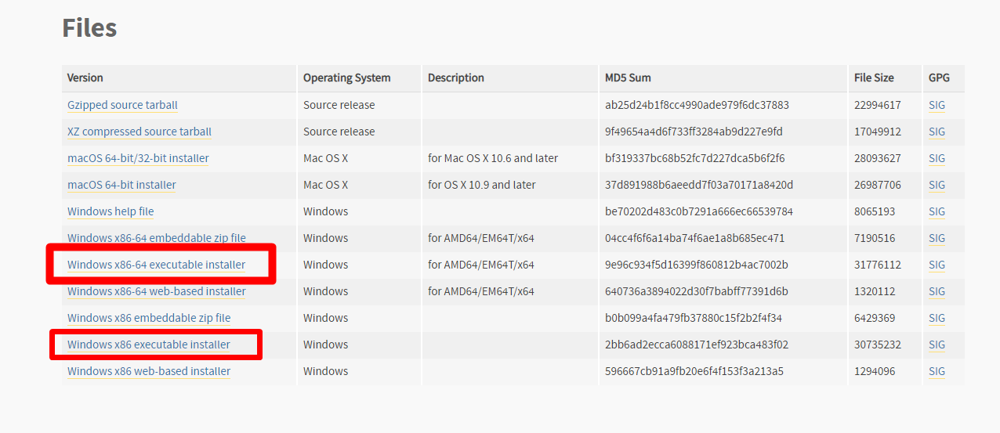 Files
Version Operating System Description MD5 Sum File Size GPG
Gzipped source tarball Source release ab25d24b1f8cc4990ade979f6dc37883 22994617 SIG
XZ compressed source tarball Source release 9f49654a4d6f733ff3284ab9d227e9fd 17049912 SIG
macOS 64-bit/32-bit installer Mac OS X for Mac OS X 10.6 and later bf319337bc68b52fc7d227dca5b6f2f6 28093627 SIG
macOS 64-bit installer Mac OS X for OS X 10.9 and later 37d891988b6aeedd7f03a70171a8420d 26987706 SIG
Windows help file Windows be70202d483c0b7291a666ec66539784 8065193 SIG
Windows x86-64 embeddable zip file Windows for AMD64/EM64T/x64 04cc4f6f6a14ba74f6ae1a8b685ec471 7190516 SIG
Windows x86-64 executable installer Windows for AMD64/EM64T/x64 9e96c934f5d16399f860812b4ac7002b 31776112 SIG
Windows x86-64 web-based installer Windows for AMD64/EM64T/x64 640736a3894022d30f7babff77391d6b 1320112 SIG
Windows x86 embeddable zip file Windows b0b099a4fa479fb37880c15f2b2f4f34 6429369 SIG
Windows x86 executable installer Windows 2bb6ad2ecca6088171ef923bca483f02 30735232 SIG
Windows x86 web-based installer Windows 596667cb91a9fb20e6f4f153f3a213a5 1294096 SIG